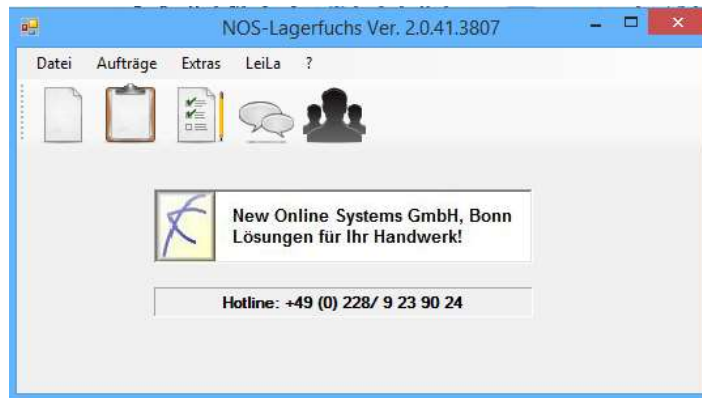 NOS-Lagerfuchs Ver. 2.0.41.3807
Datei Aufträge Extras LeiLa ?
New Online Systems GmbH, Bonn
Lösungen für Ihr Handwerk!
Hotline: +49 (0) 228/ 9 23 90 24